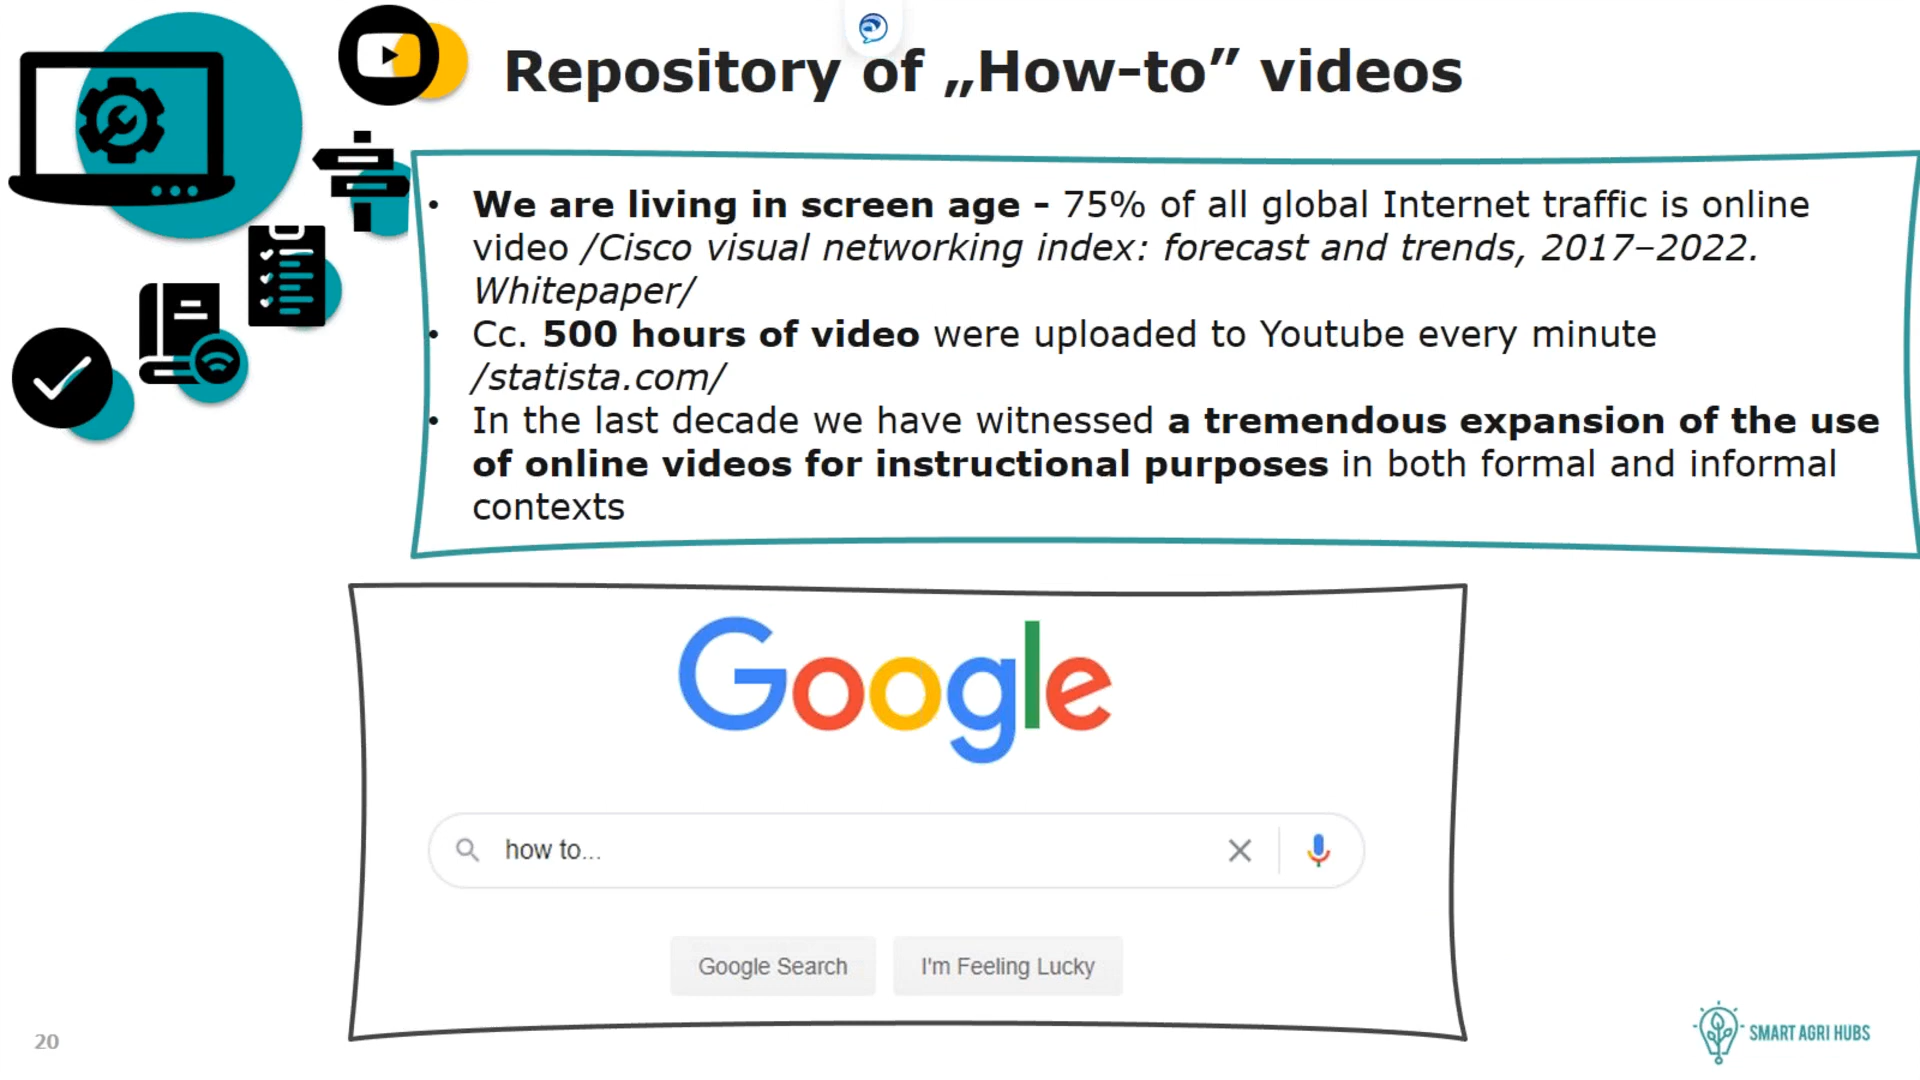 Repository of „How-to” videos
• We are living in screen age - 75% of all global Internet traffic is online
video /Cisco visual networking index: forecast and trends, 2017–2022.
Whitepaper/
• Cc. 500 hours of video were uploaded to Youtube every minute
/statista.com/
• In the last decade we have witnessed a tremendous expansion of the use
of online videos for instructional purposes in both formal and informal
contexts
Google
how to...
Google Search
I'm Feeling Lucky
20
SMART AGRI HUBS